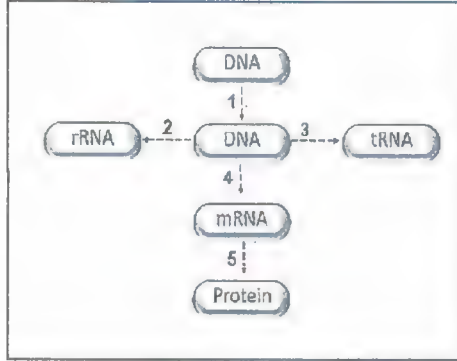 DNA
1
rRNA 2 DNA 3 tRNA
4
mRNA
5
Protein